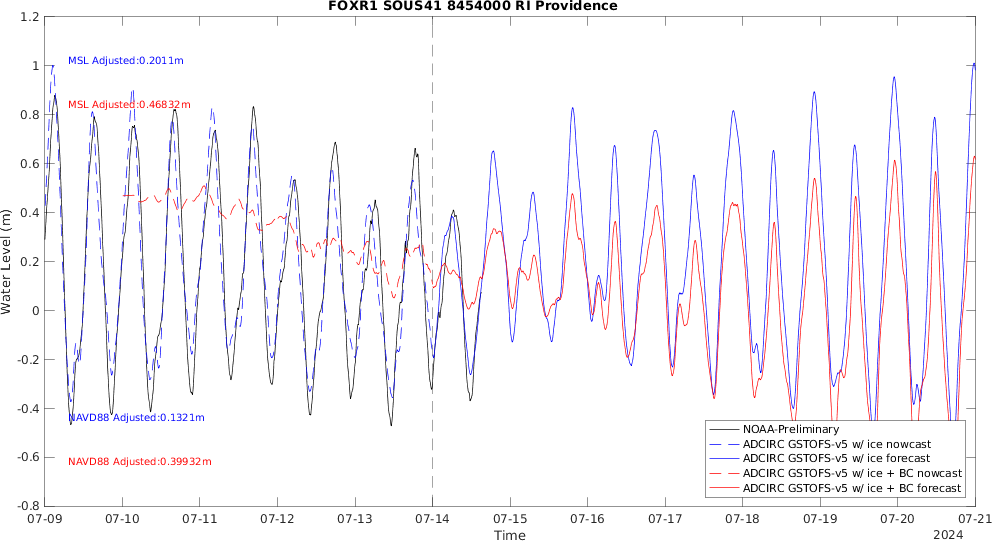 FOXR1 SOUS41 8454000 RI Providence
1.2
1
0.8
0.6
0.4
0.2
0
-0.2
-0.4
-0.6
-0.8
Water Level (m)
MSL Adjusted:0.2011m
MSL Adjusted:0.46832m
NAVD88 Adjusted:0.1321m
NAVD88 Adjusted:0.39932m
NOAA-Preliminary
ADCIRC GSTOFS-v5 w/ ice nowcast
ADCIRC GSTOFS-v5 w/ ice forecast
ADCIRC GSTOFS-v5 w/ ice + BC nowcast
ADCIRC GSTOFS-v5 w/ ice + BC forecast
07-09 07-10 07-11 07-12 07-13 07-14 07-15 07-16 07-17 07-18 07-19 07-20 07-21
Time
2024